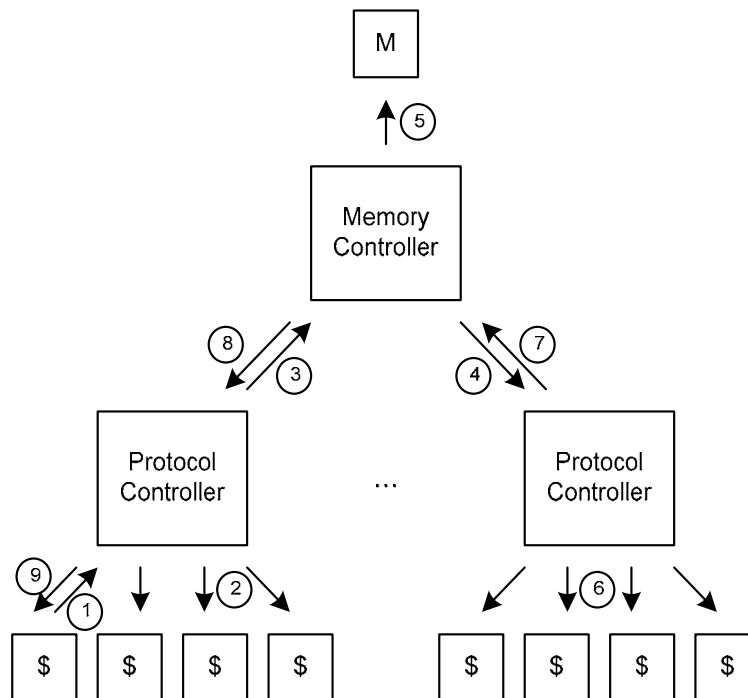 M
5
Memory
Controller
8
3
4
7
Protocol
Controller
...
Protocol
Controller
9
1
2
6
$ $ $ $ $ $ $ $